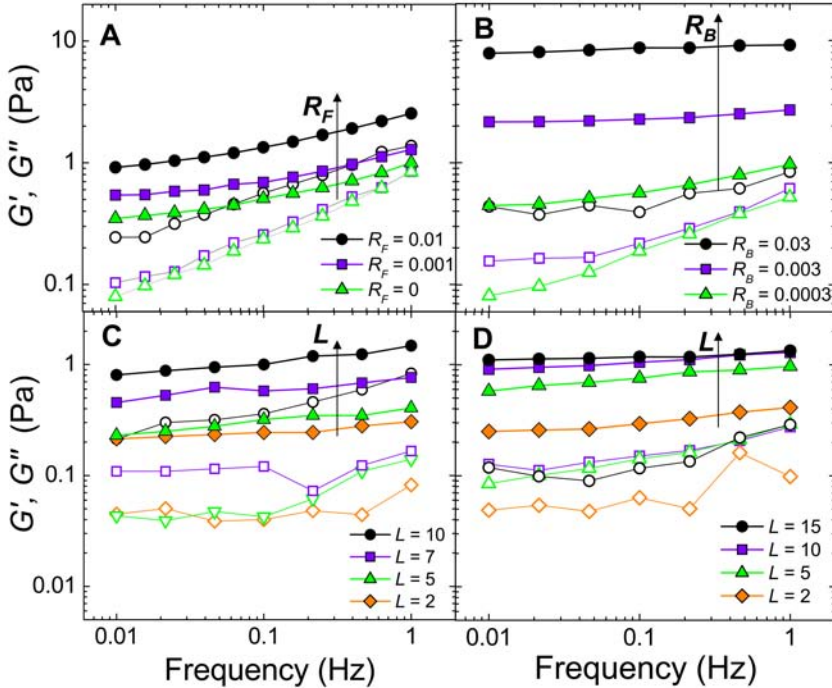 A
B
10
1
0.1
G', G'' (Pa)
R_F
R_B
R_F = 0.01
R_F = 0.001
R_F = 0
R_B = 0.03
R_B = 0.003
R_B = 0.0003
C
D
1
0.1
0.01
G', G'' (Pa)
L
L
L = 10
L = 7
L = 5
L = 2
L = 15
L = 10
L = 5
L = 2
0.01 0.1 1
0.01 0.1 1
Frequency (Hz)
Frequency (Hz)